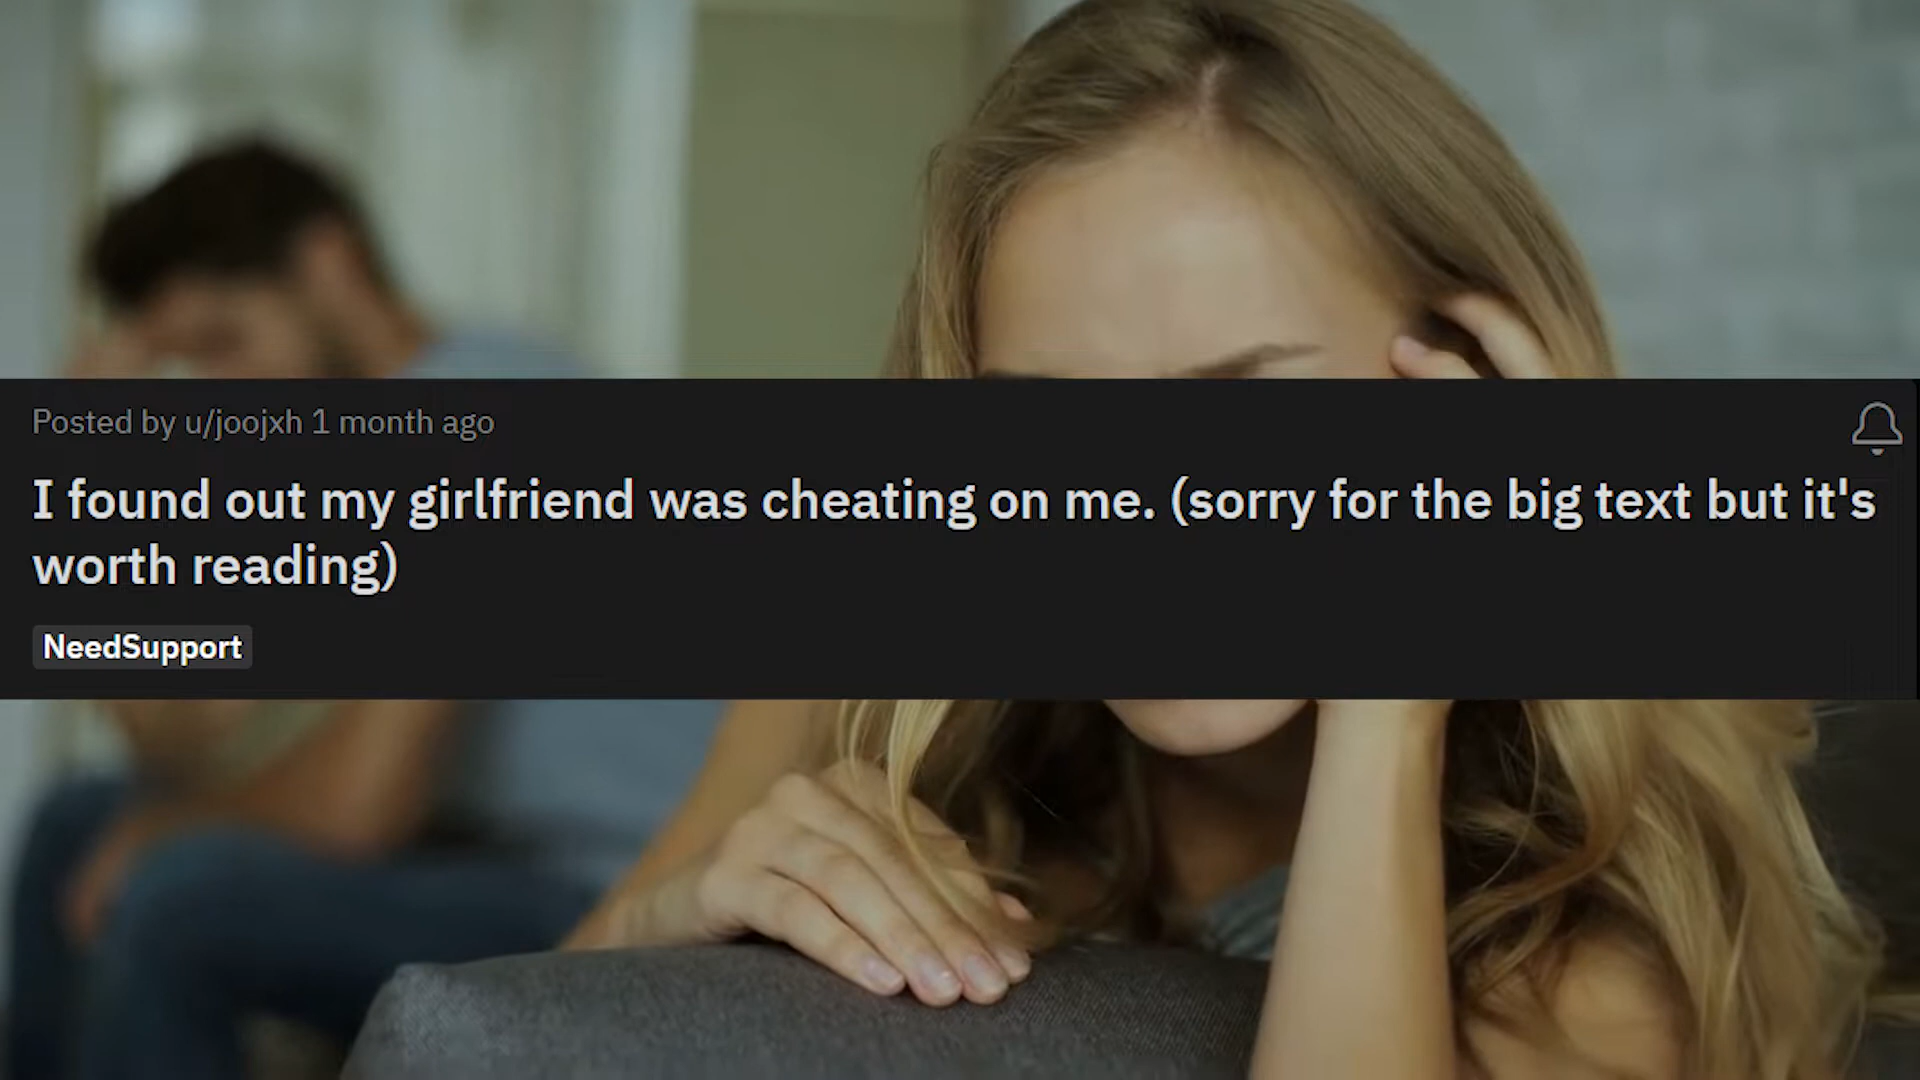 Posted by u/joojxh 1 month ago
I found out my girlfriend was cheating on me. (sorry for the big text but it's
worth reading)
NeedSupport